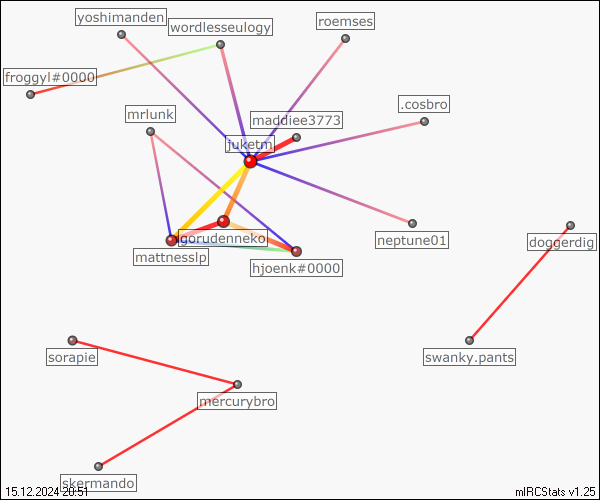 yoshimanden
roemses
wordlesseulogy
froggyl#0000
.cosbro
mrlunk
maddiee3773
juketm
gorudenneko
neptune01
doggerdig
mattnesslp
hjoenk#0000
sorapie
swanky.pants
mercurybro
skermando
15.12.2024 20:51
mIRCStats v1.25